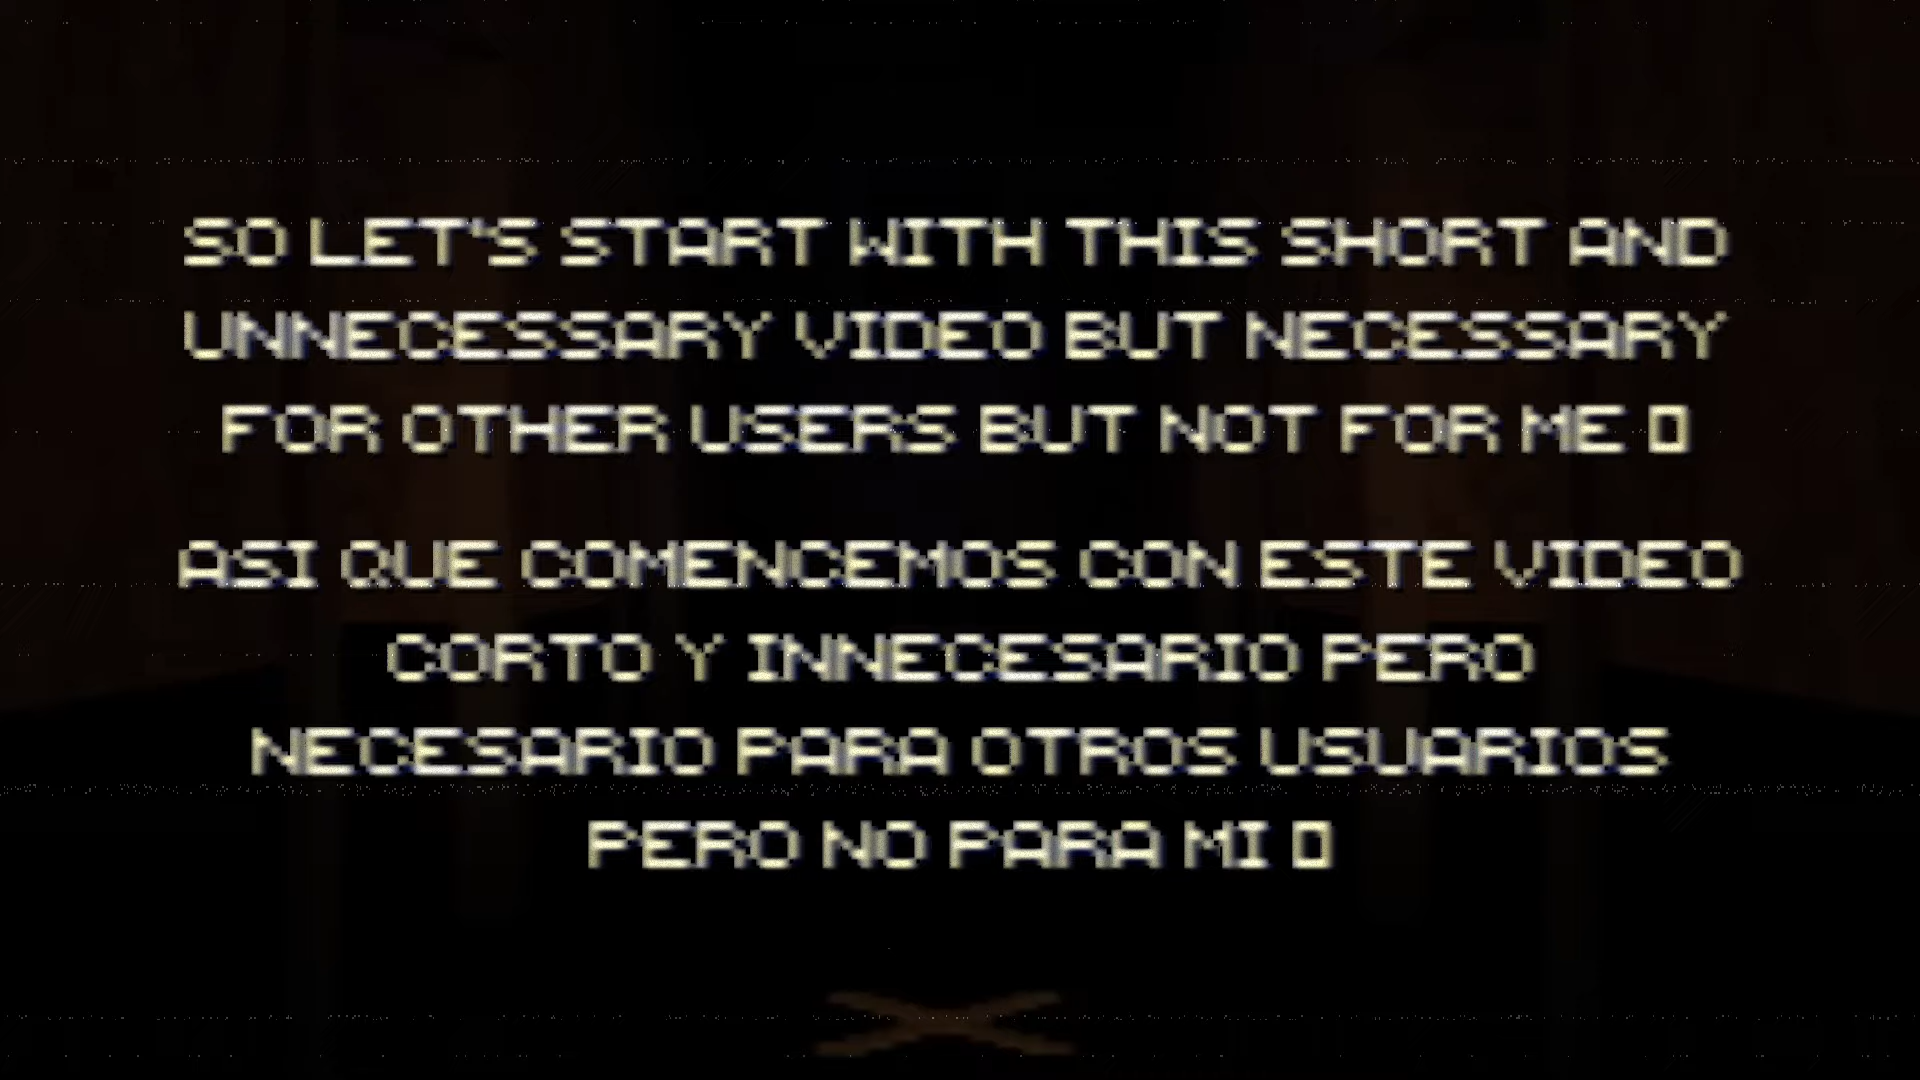 SO LET'S START WITH THIS SHORT AND
UNNECESSARY VIDEO BUT NECESSARY
FOR OTHER USERS BUT NOT FOR ME
ASI QUE COMENCEMOS CON ESTE VIDEO
CORTO Y INNECESARIO PERO
NECESARIO PARA OTROS USUARIOS
PERO NO PARA MI